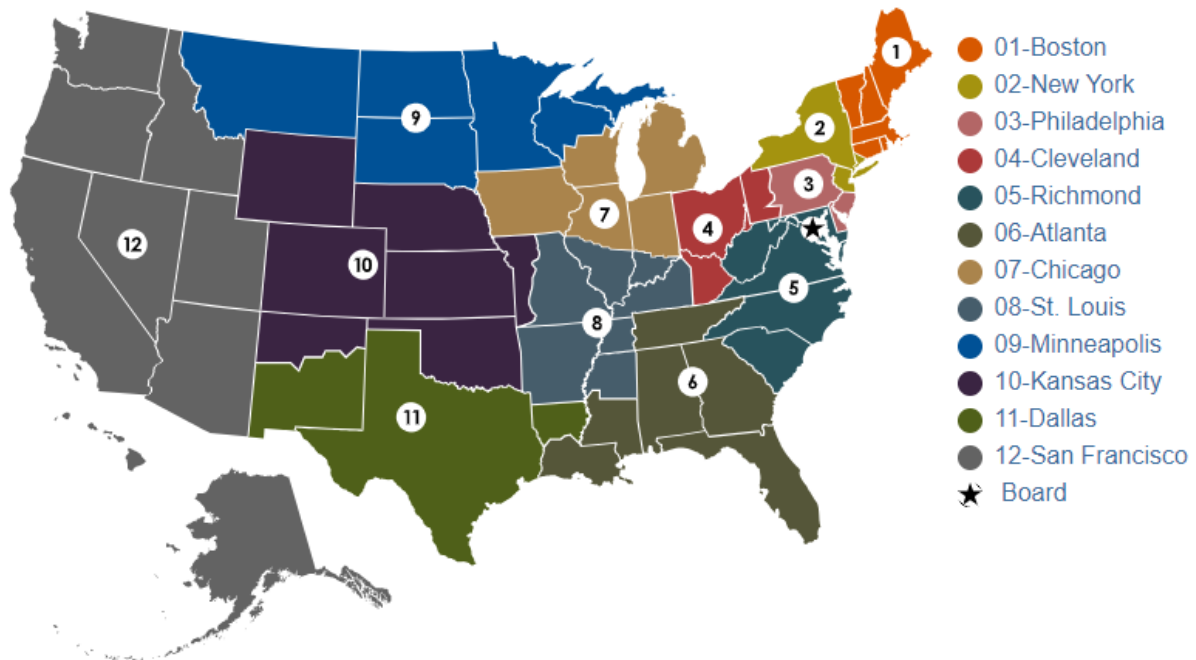 1
01-Boston
02-New York
2
03-Philadelphia
9
04-Cleveland
3
05-Richmond
7
4
06-Atlanta
12
10
07-Chicago
5
8
08-St. Louis
09-Minneapolis
6
10-Kansas City
11
11-Dallas
12-San Francisco
Board